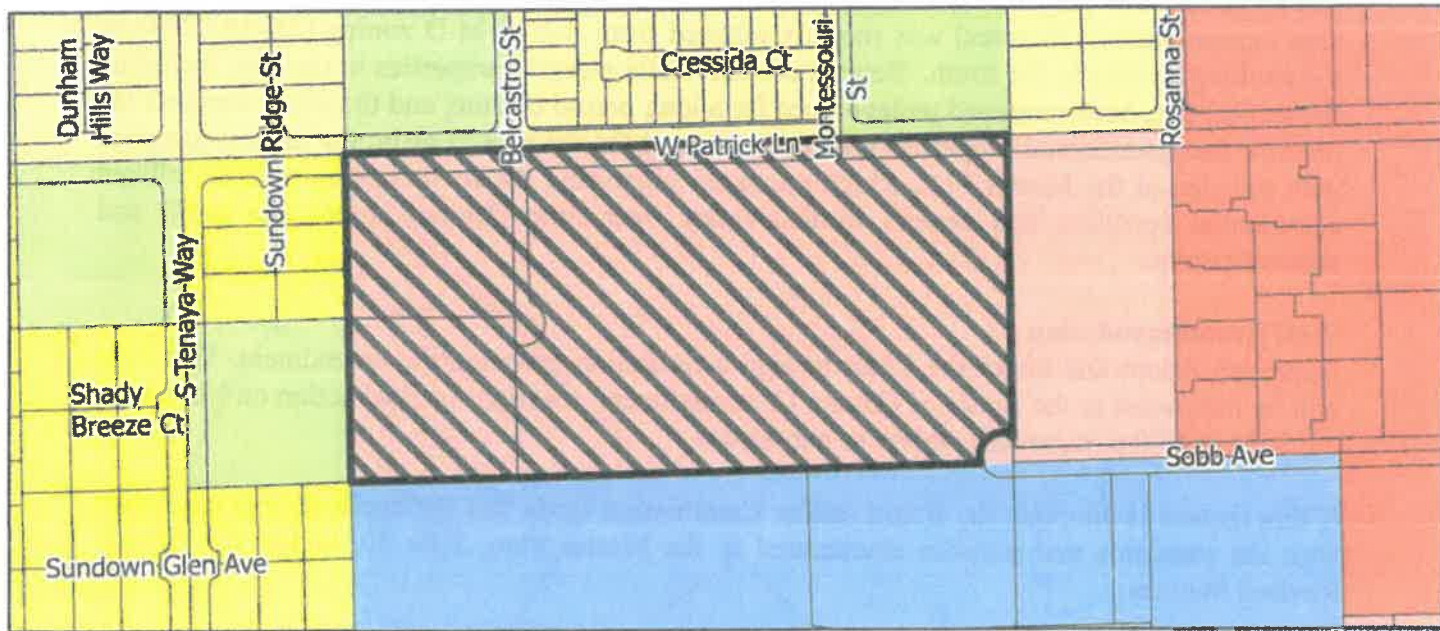 Dunham
Hills Way
Sundown Ridge St
Belcastro St
Cressida Ct
Montessouri
St
Rosanna St
W Patrick Ln
S Tenaya Way
Shady
Breeze Ct
Sobb Ave
Sundown Glen Ave